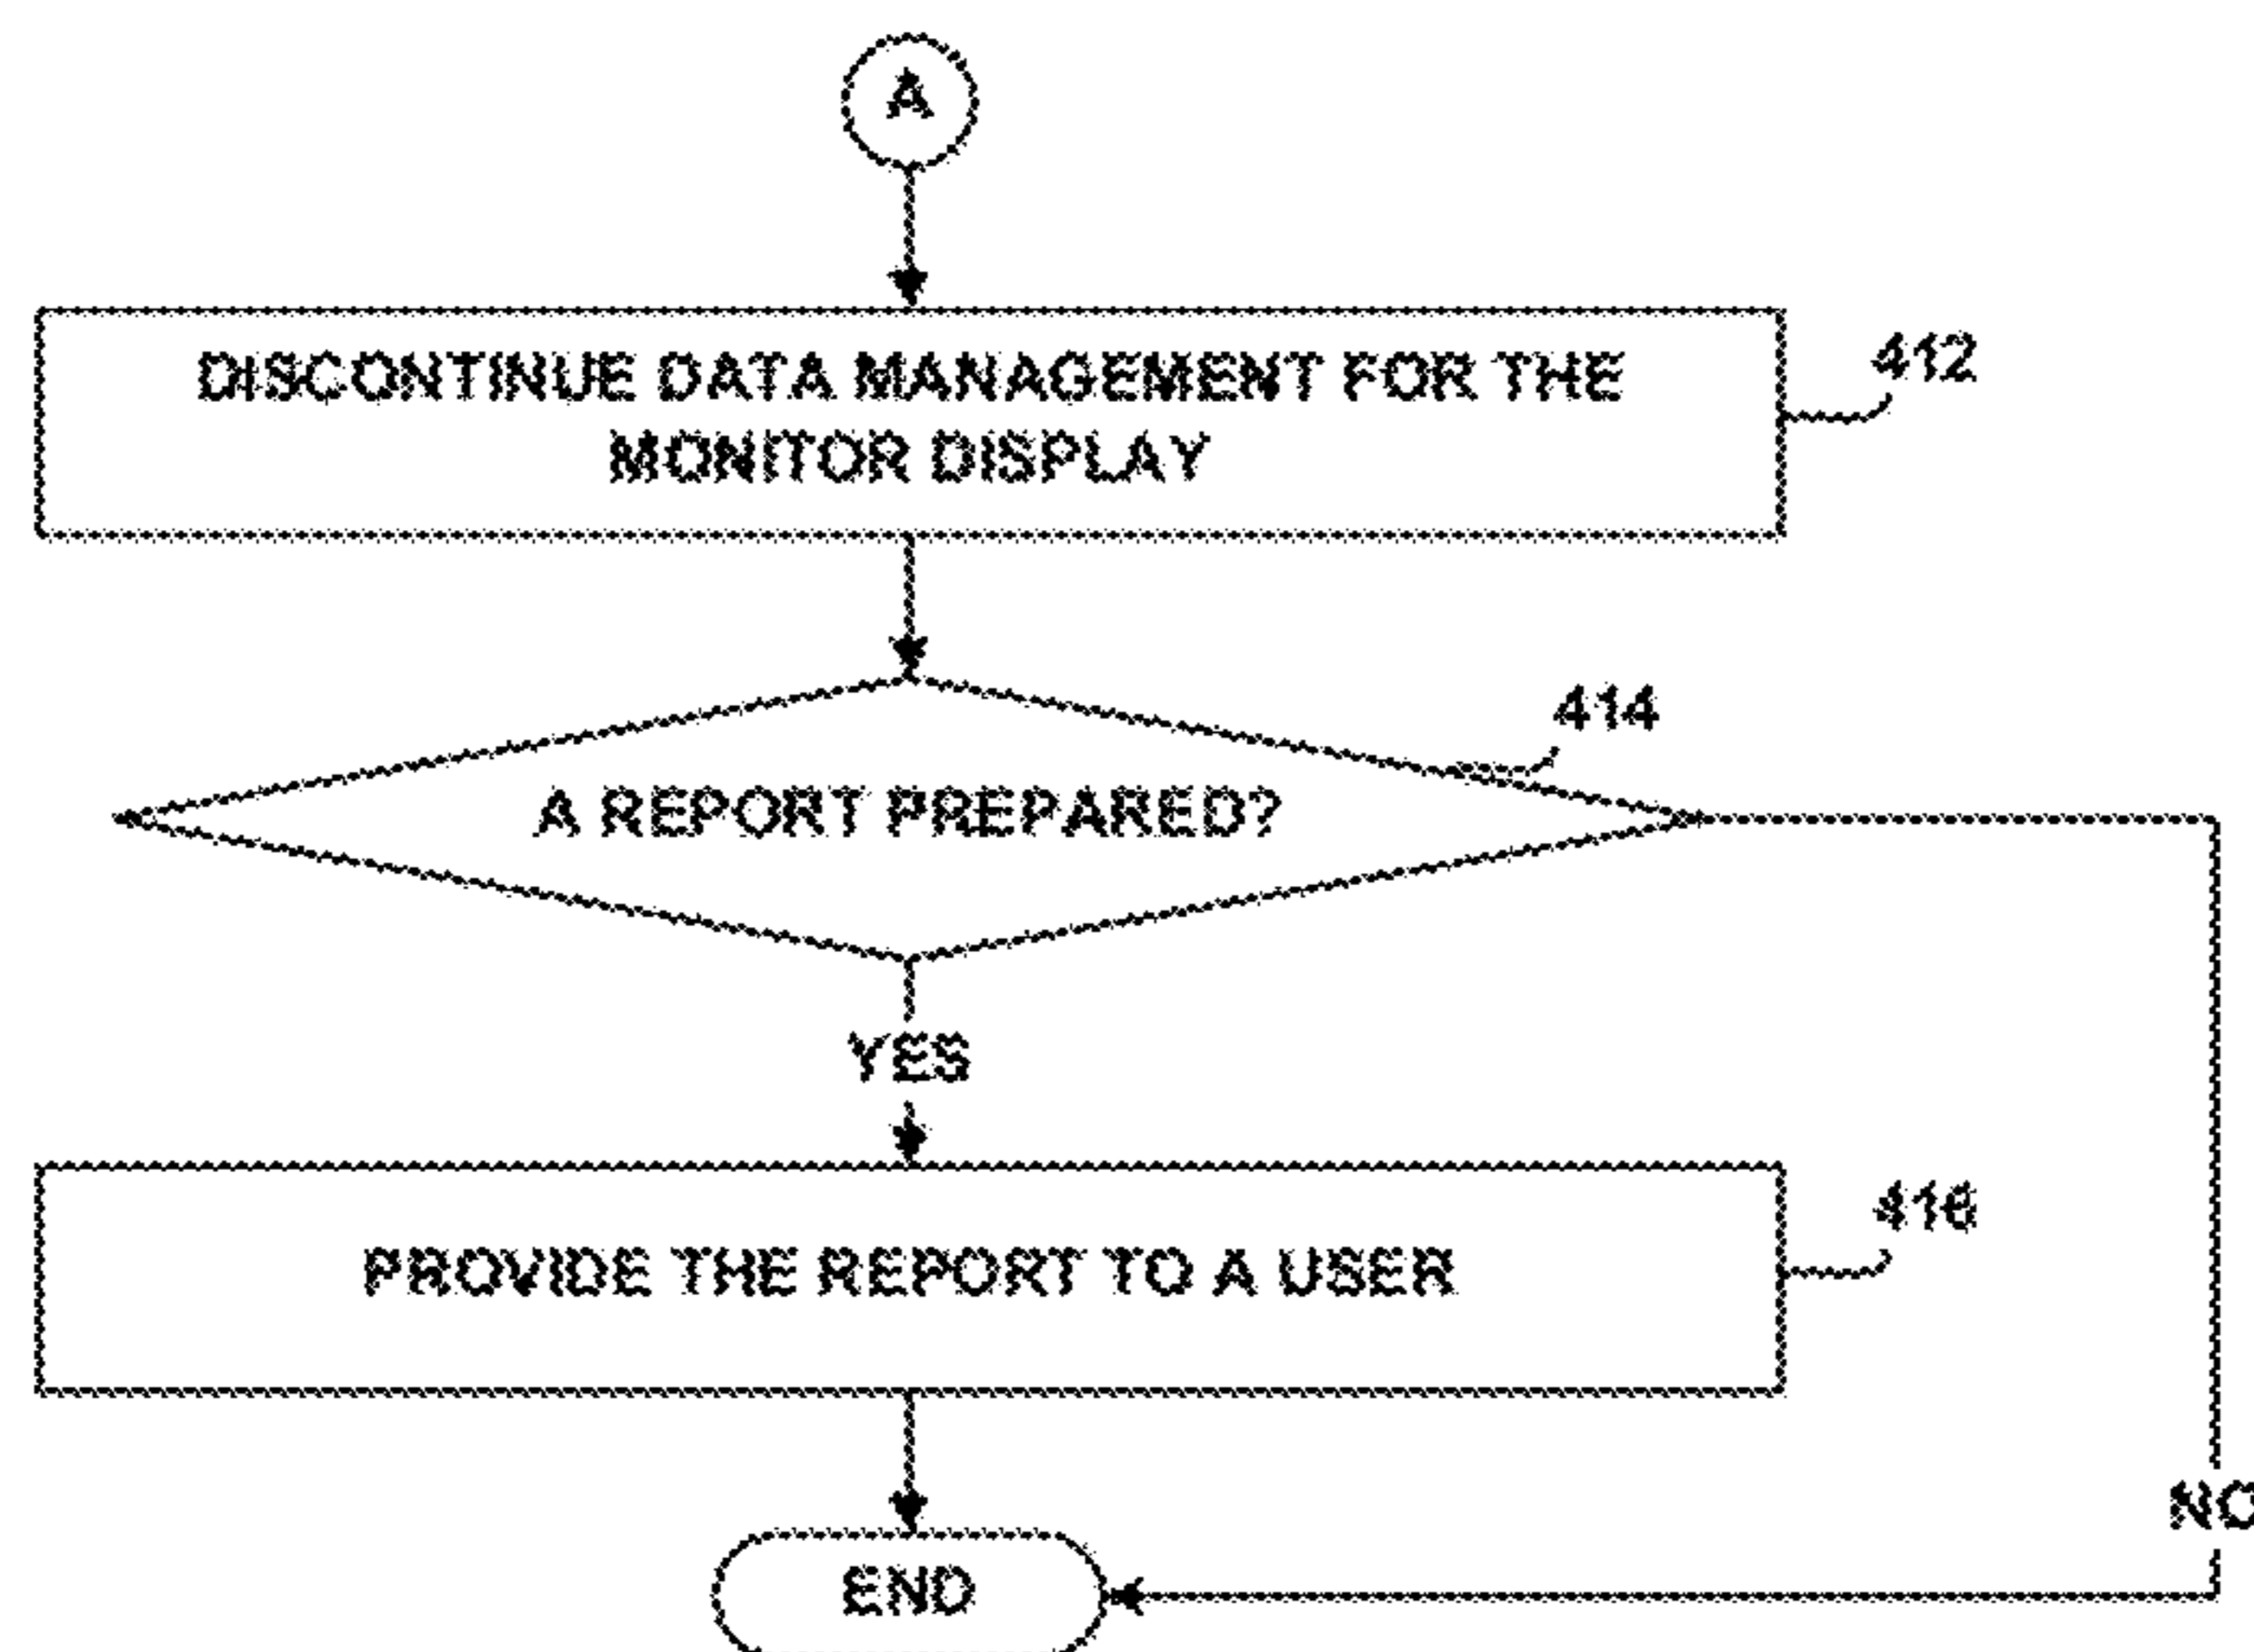 A
DISCONTINUE DATA MANAGEMENT FOR THE
MONITOR DISPLAY
412
414
A REPORT PREPARED?
YES
416
PROVIDE THE REPORT TO A USER
NO
END